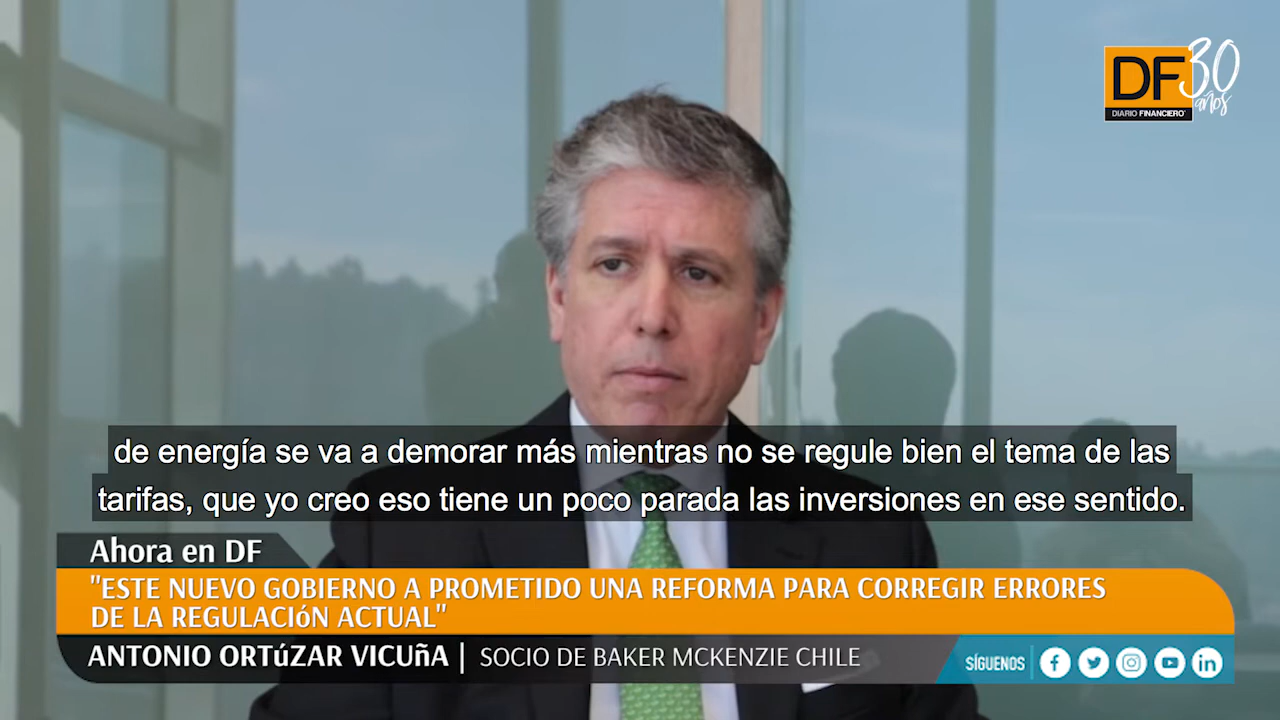 DF30
años
DIARIO FINANCIERO
de energía se va a demorar más mientras no se regule bien el tema de las
tarifas, que yo creo eso tiene un poco parada las inversiones en ese sentido.
Ahora en DF
"ESTE NUEVO GOBIERNO A PROMETIDO UNA REFORMA PARA CORREGIR ERRORES
DE LA REGULACIóN ACTUAL"
ANTONIO ORTúZAR VICUñA | SOCIO DE BAKER MCKENZIE CHILE
SÍGUENOS